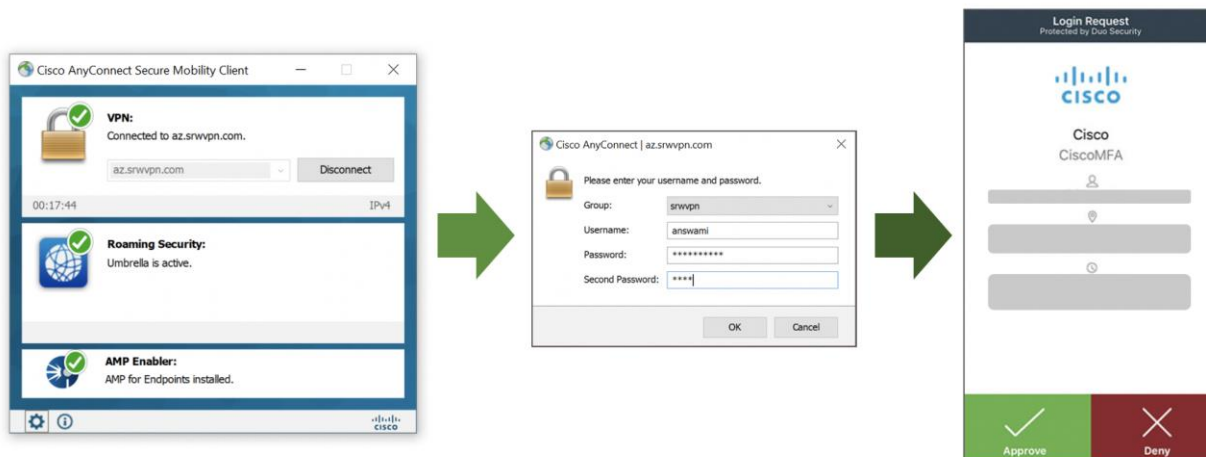 Cisco AnyConnect Secure Mobility Client
VPN:
Connected to az.srwvpn.com.
az.srwvpn.com
Disconnect
00:17:44
IPv4
Roaming Security:
Umbrella is active.
AMP Enabler:
AMP for Endpoints installed.
cisco
Cisco AnyConnect | az.srwvpn.com
Please enter your username and password.
Group: srwvpn
Username: answami
Password: **********
Second Password: ****
OK Cancel
Login Request
Protected by Duo Security
CISCO
Cisco
CiscoMFA
Approve Deny